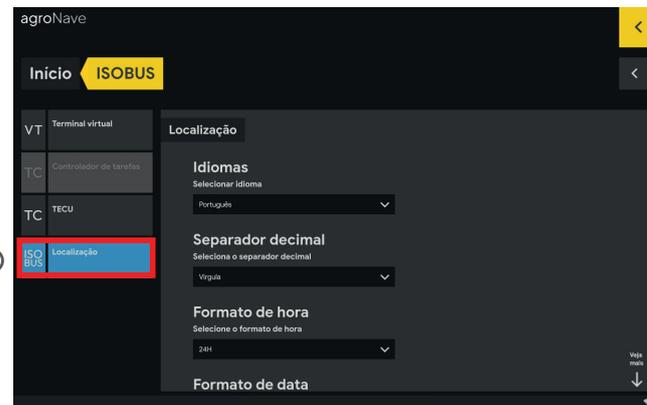 agroNave
Início ISOBUS
VT Terminal virtual
TC Controlador de tarefas
TC TECU
ISO BUS Localização
Localização
Idiomas
Selecionar idioma
Português
Separador decimal
Seleciona o separador decimal
Vírgula
Formato de hora
Selecione o formato de hora
24H
Formato de data
Veja
mais